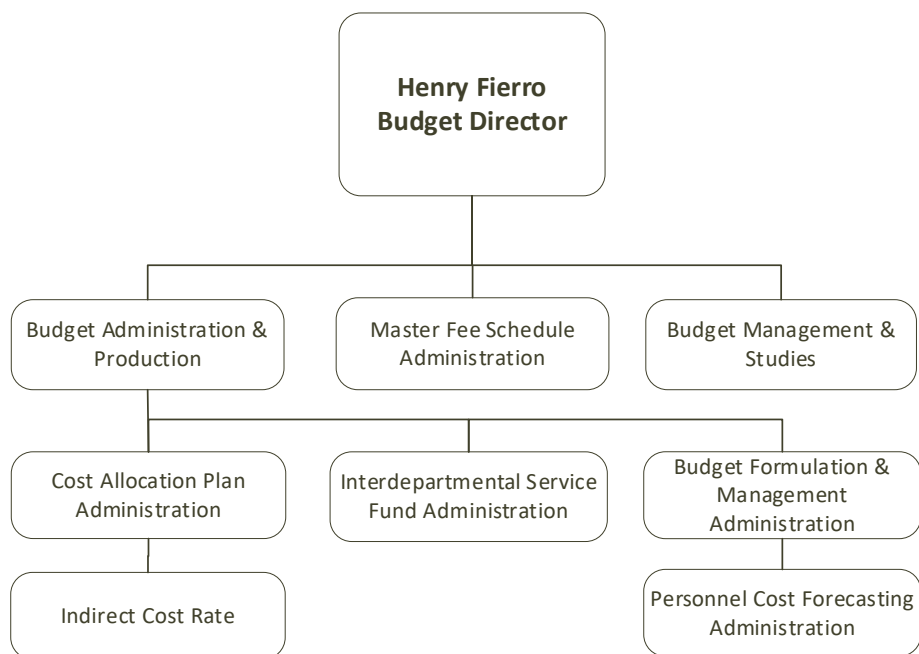 Henry Fierro
Budget Director
Budget Administration &
Production
Master Fee Schedule
Administration
Budget Management &
Studies
Cost Allocation Plan
Administration
Interdepartmental Service
Fund Administration
Budget Formulation &
Management
Administration
Indirect Cost Rate
Personnel Cost Forecasting
Administration